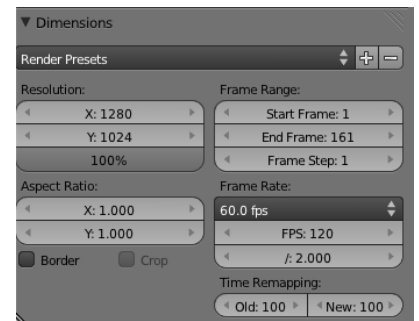 Dimensions
Render Presets
Resolution:
X: 1280
Y: 1024
100%
Aspect Ratio:
X: 1.000
Y: 1.000
Border
Crop
Frame Range:
Start Frame: 1
End Frame: 161
Frame Step: 1
Frame Rate:
60.0 fps
FPS: 120
/: 2.000
Time Remapping:
Old: 100
New: 100